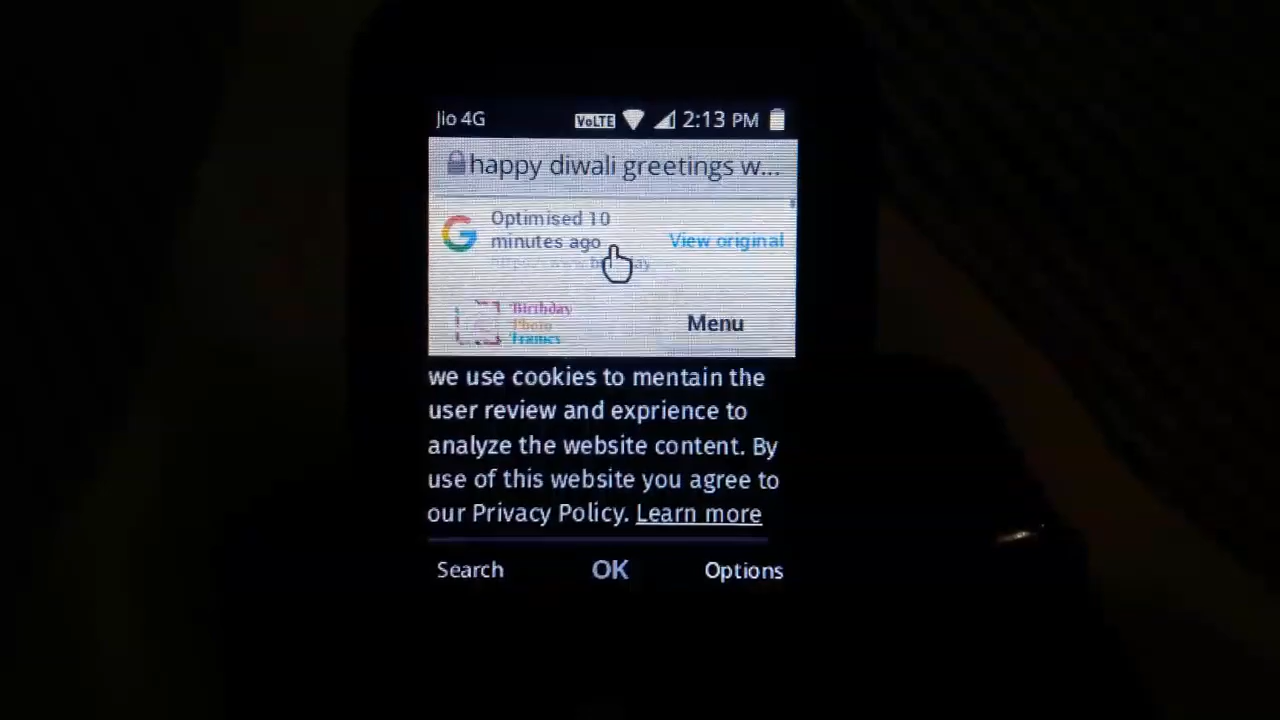 Jio 4G VoLTE 2:13 PM
happy diwali greetings w...
Optimised 10
minutes ago
View original
Birthday
Photo
Frames
Menu
we use cookies to mentain the
user review and exprience to
analyze the website content. By
use of this website you agree to
our Privacy Policy. Learn more
Search OK Options